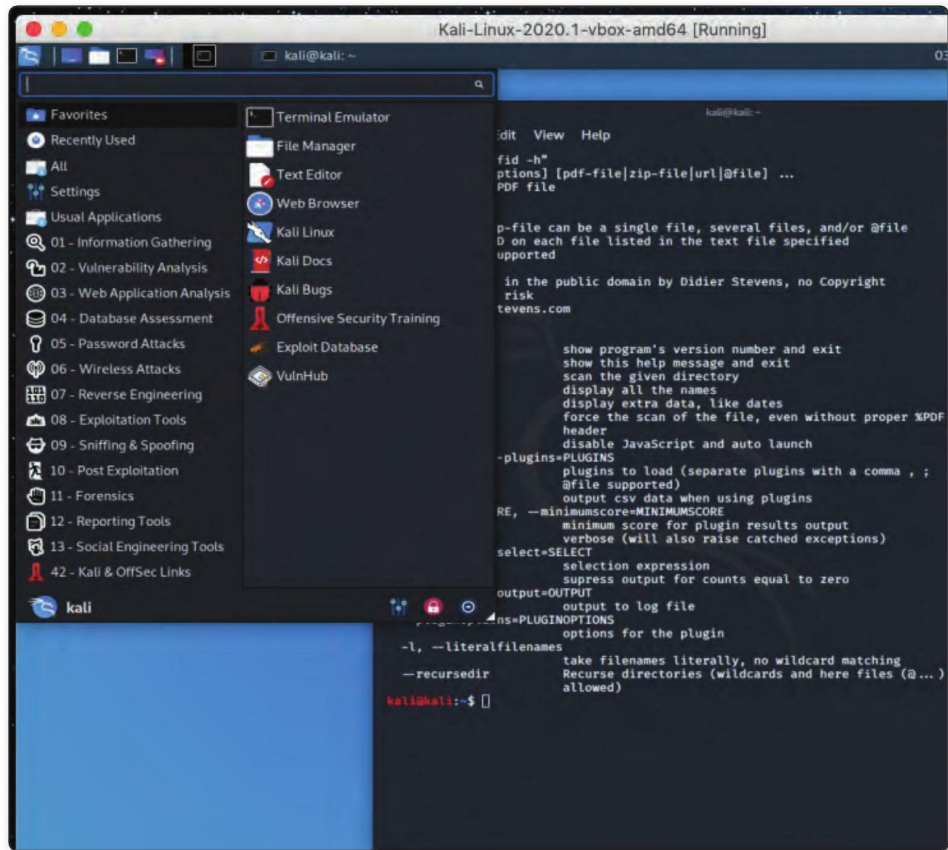 Kali-Linux-2020.1-vbox-amd64 [Running]
kali@kali: ~
03
Favorites
Recently Used
All
Settings
Usual Applications
01 - Information Gathering
02 - Vulnerability Analysis
03 - Web Application Analysis
04 - Database Assessment
05 - Password Attacks
06 - Wireless Attacks
07 - Reverse Engineering
08 - Exploitation Tools
09 - Sniffing & Spoofing
10 - Post Exploitation
11 - Forensics
12 - Reporting Tools
13 - Social Engineering Tools
42 - Kali & OffSec Links
kali
Terminal Emulator
File Manager
Text Editor
Web Browser
Kali Linux
Kali Docs
Kali Bugs
Offensive Security Training
Exploit Database
VulnHub
kali@kali: ~
dit View Help
fid -h"
ptions] [pdf-file|zip-file|url|@file] ...
PDF file
p-file can be a single file, several files, and/or @file
D on each file listed in the text file specified
upported
in the public domain by Didier Stevens, no Copyright
risk
tevens.com
show program's version number and exit
show this help message and exit
scan the given directory
display all the names
display extra data, like dates
force the scan of the file, even without proper %PDF
header
disable JavaScript and auto launch
-plugins=PLUGINS
plugins to load (separate plugins with a comma , ;
@file supported)
output csv data when using plugins
RE, --minimumscore=MINIMUMSCORE
minimum score for plugin results output
verbose (will also raise catched exceptions)
select=SELECT
selection expression
supress output for counts equal to zero
output=OUTPUT
output to log file
ns=PLUGINOPTIONS
options for the plugin
-l, --literalfilenames
take filenames literally, no wildcard matching
--recursedir Recurse directories (wildcards and here files (@...)
allowed)
kali@kali:~$